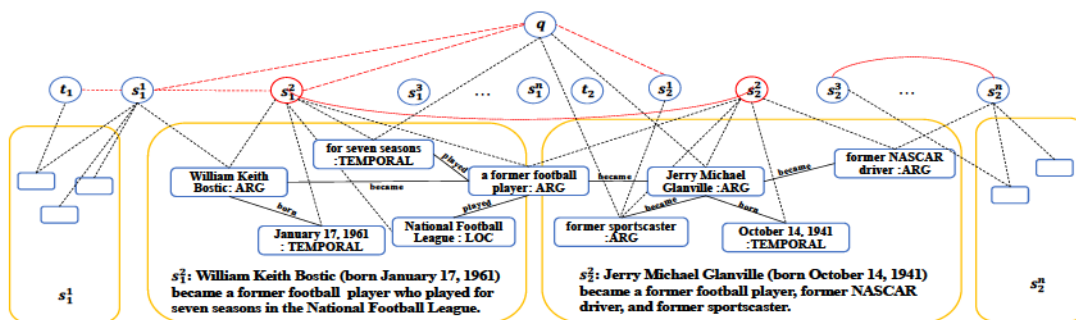 q
t₁ s₁¹ s₁² s₁³ ... s₁ⁿ t₂ s₂¹ s₂² s₂³ ... s₂ⁿ
for seven seasons
:TEMPORAL
played
William Keith
Bostic: ARG
became
a former football
player: ARG
became
Jerry Michael
Glanville :ARG
became
former NASCAR
driver :ARG
born
played
became
born
January 17, 1961
: TEMPORAL
National Football
League : LOC
former sportscaster
:ARG
October 14, 1941
:TEMPORAL
s₁¹
s₁²: William Keith Bostic (born January 17, 1961)
became a former football player who played for
seven seasons in the National Football League.
s₂²: Jerry Michael Glanville (born October 14, 1941)
became a former football player, former NASCAR
driver, and former sportscaster.
s₂ⁿ